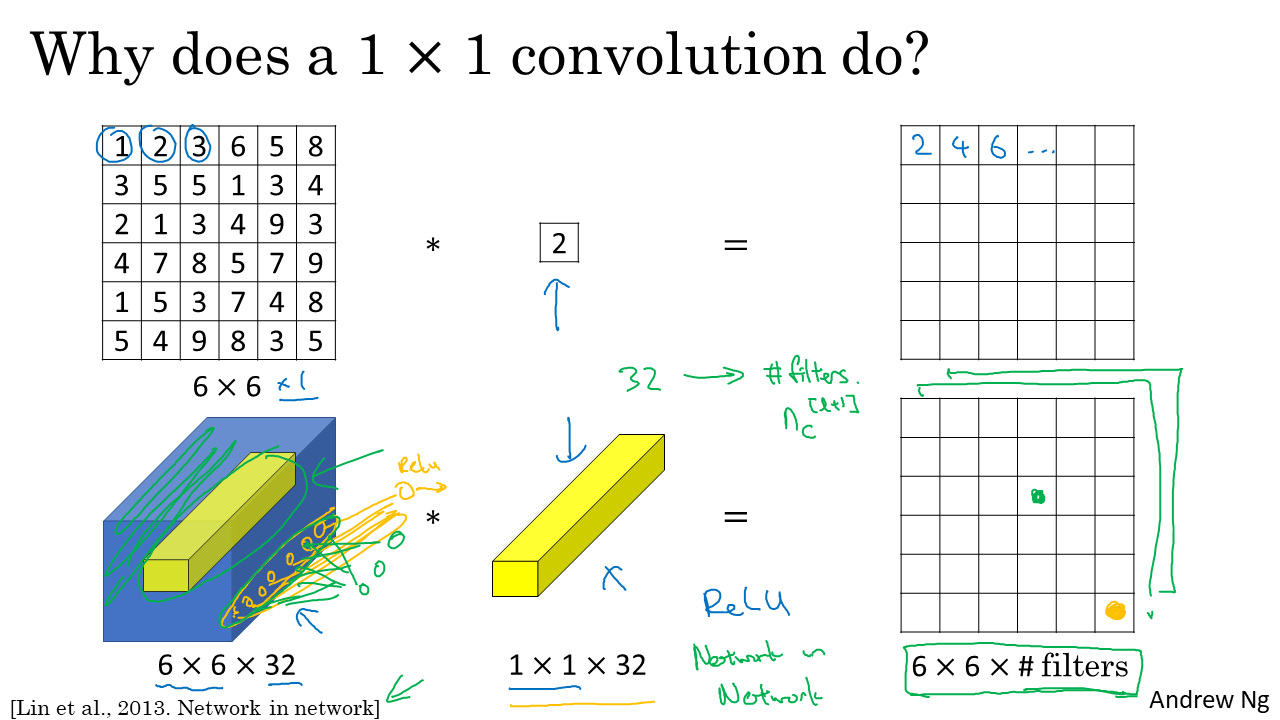 Why does a 1 × 1 convolution do?
1 2 3 6 5 8
3 5 5 1 3 4
2 1 3 4 9 3
4 7 8 5 7 9
1 5 3 7 4 8
5 4 9 8 3 5
6 × 6 × 1
*
2
=
2 4 6 ...
32 → # filters.
n_c^[l+1]
ReLU
*
=
ReLU
6 × 6 × 32
1 × 1 × 32
Network in
Network
6 × 6 × # filters
[Lin et al., 2013. Network in network]
Andrew Ng